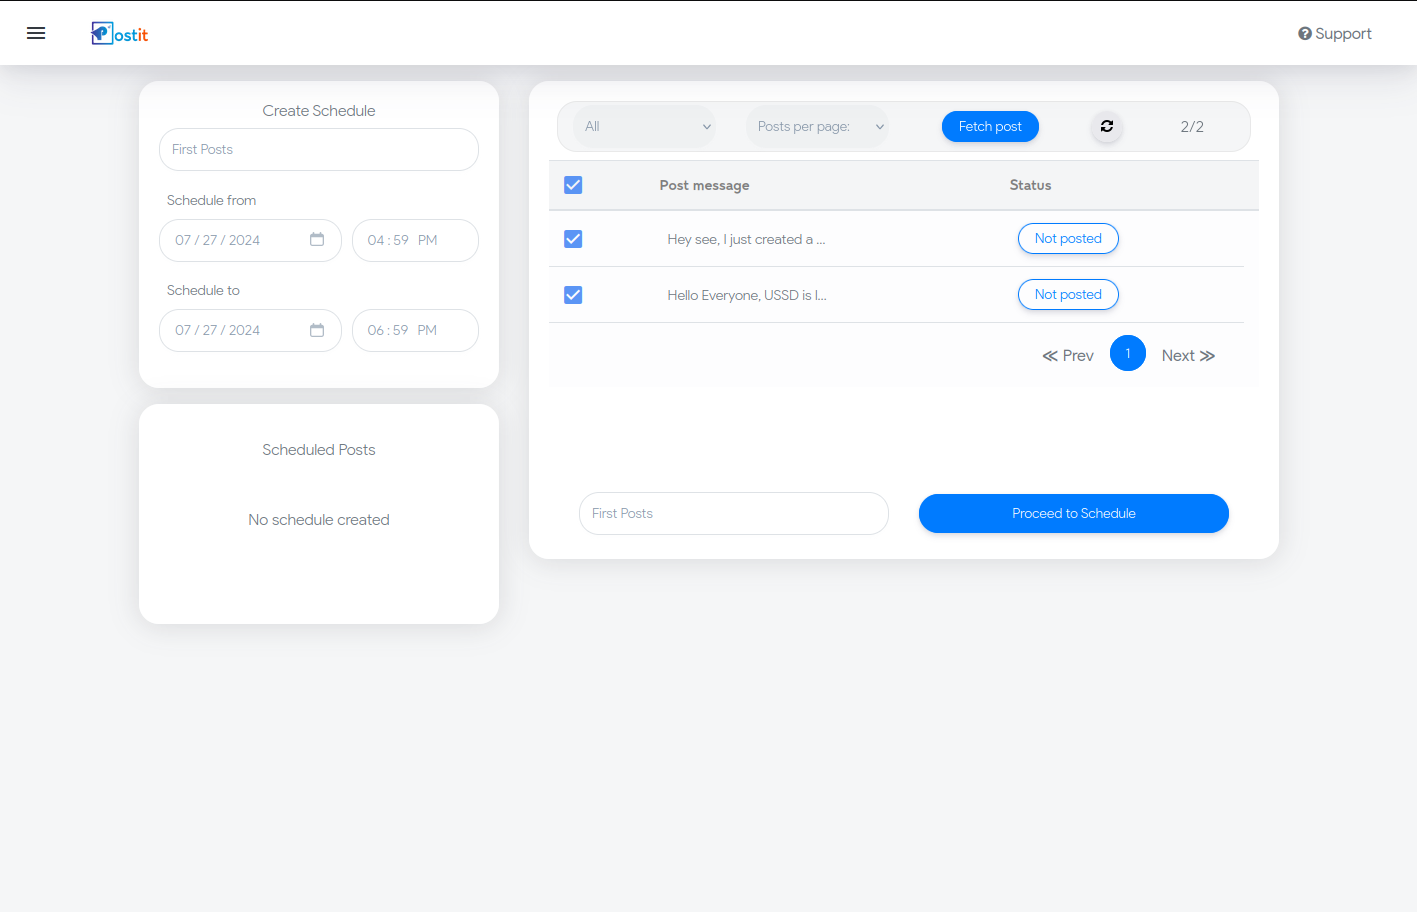 Postit
Support
Create Schedule
First Posts
Schedule from
07 / 27 / 2024
04 : 59 PM
Schedule to
07 / 27 / 2024
06 : 59 PM
Scheduled Posts
No schedule created
All
Posts per page:
Fetch post
2/2
Post message
Status
Hey see, I just created a ...
Not posted
Hello Everyone, USSD is l...
Not posted
≪ Prev
1
Next ≫
First Posts
Proceed to Schedule